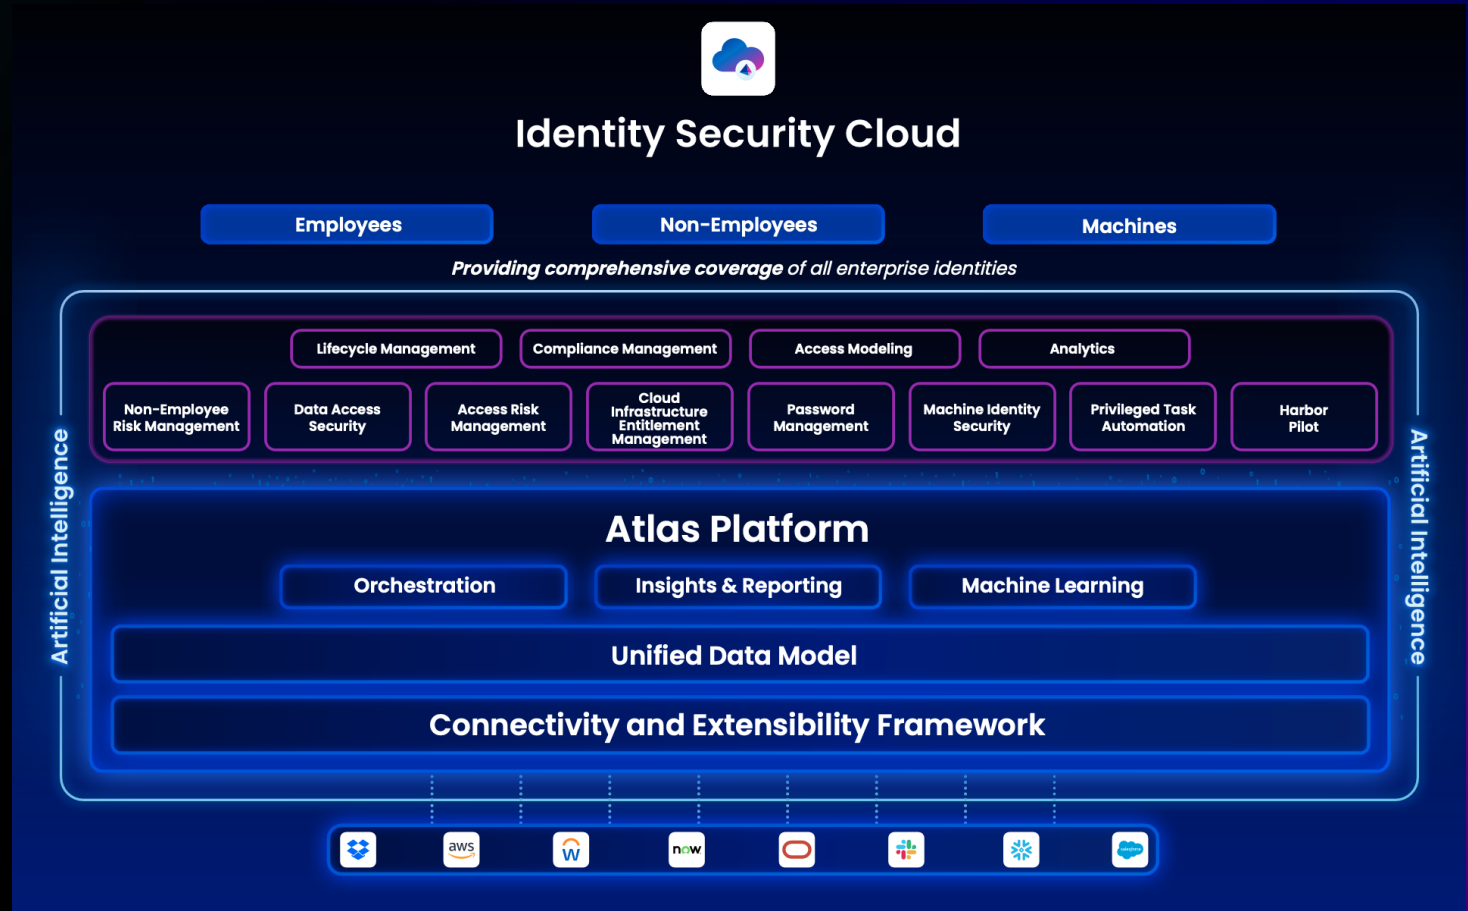 Identity Security Cloud
Employees
Non-Employees
Machines
Providing comprehensive coverage of all enterprise identities
Lifecycle Management
Compliance Management
Access Modeling
Analytics
Non-Employee
Risk Management
Data Access
Security
Access Risk
Management
Cloud
Infrastructure
Entitlement
Management
Password
Management
Machine Identity
Security
Privileged Task
Automation
Harbor
Pilot
Artificial Intelligence
Artificial Intelligence
Atlas Platform
Orchestration
Insights & Reporting
Machine Learning
Unified Data Model
Connectivity and Extensibility Framework
aws
W
now
salesforce